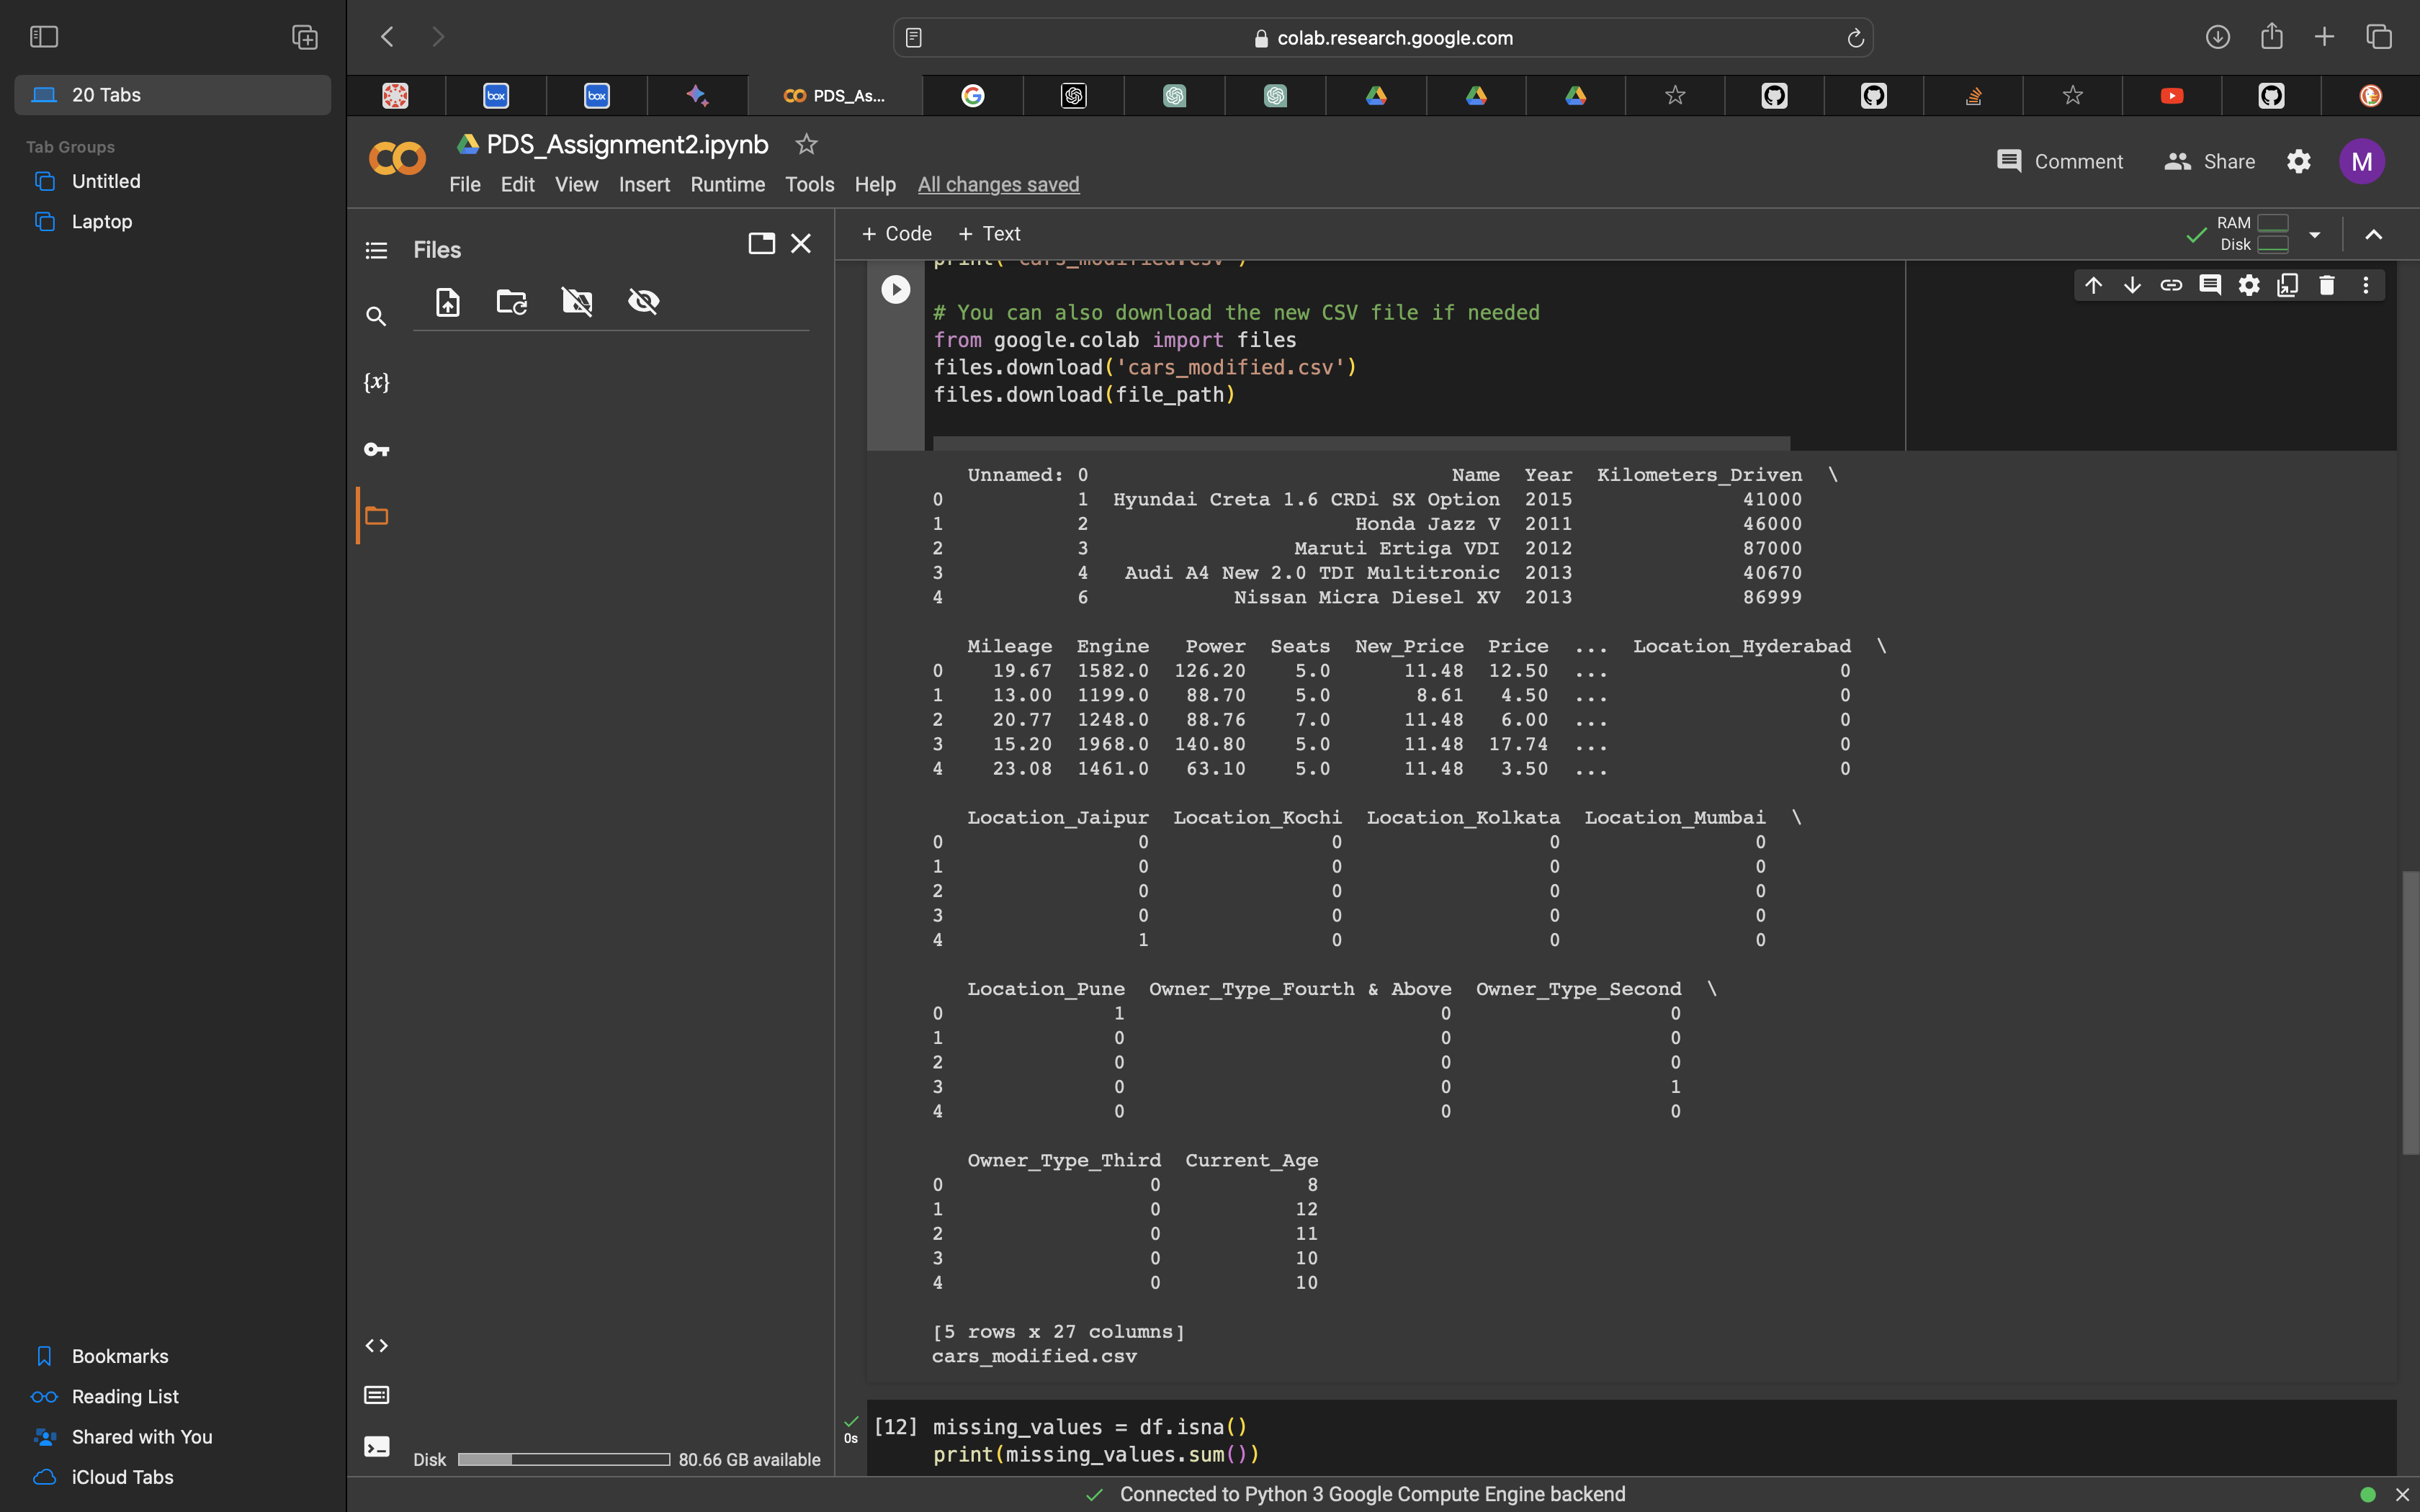 colab.research.google.com
20 Tabs
Tab Groups
Untitled
Laptop
Bookmarks
Reading List
Shared with You
iCloud Tabs
box
box
PDS_As...
PDS_Assignment2.ipynb
File Edit View Insert Runtime Tools Help All changes saved
Comment
Share
M
Files
{x}
+ Code + Text
RAM
Disk
# You can also download the new CSV file if needed
from google.colab import files
files.download('cars_modified.csv')
files.download(file_path)
Unnamed: 0 Name Year Kilometers_Driven \
0 1 Hyundai Creta 1.6 CRDi SX Option 2015 41000
1 2 Honda Jazz V 2011 46000
2 3 Maruti Ertiga VDI 2012 87000
3 4 Audi A4 New 2.0 TDI Multitronic 2013 40670
4 6 Nissan Micra Diesel XV 2013 86999
Mileage Engine Power Seats New_Price Price ... Location_Hyderabad \
0 19.67 1582.0 126.20 5.0 11.48 12.50 ... 0
1 13.00 1199.0 88.70 5.0 8.61 4.50 ... 0
2 20.77 1248.0 88.76 7.0 11.48 6.00 ... 0
3 15.20 1968.0 140.80 5.0 11.48 17.74 ... 0
4 23.08 1461.0 63.10 5.0 11.48 3.50 ... 0
Location_Jaipur Location_Kochi Location_Kolkata Location_Mumbai \
0 0 0 0 0
1 0 0 0 0
2 0 0 0 0
3 0 0 0 0
4 1 0 0 0
Location_Pune Owner_Type_Fourth & Above Owner_Type_Second \
0 1 0 0
1 0 0 0
2 0 0 0
3 0 0 1
4 0 0 0
Owner_Type_Third Current_Age
0 0 8
1 0 12
2 0 11
3 0 10
4 0 10
[5 rows x 27 columns]
cars_modified.csv
0s
[12] missing_values = df.isna()
print(missing_values.sum())
Disk 80.66 GB available
Connected to Python 3 Google Compute Engine backend